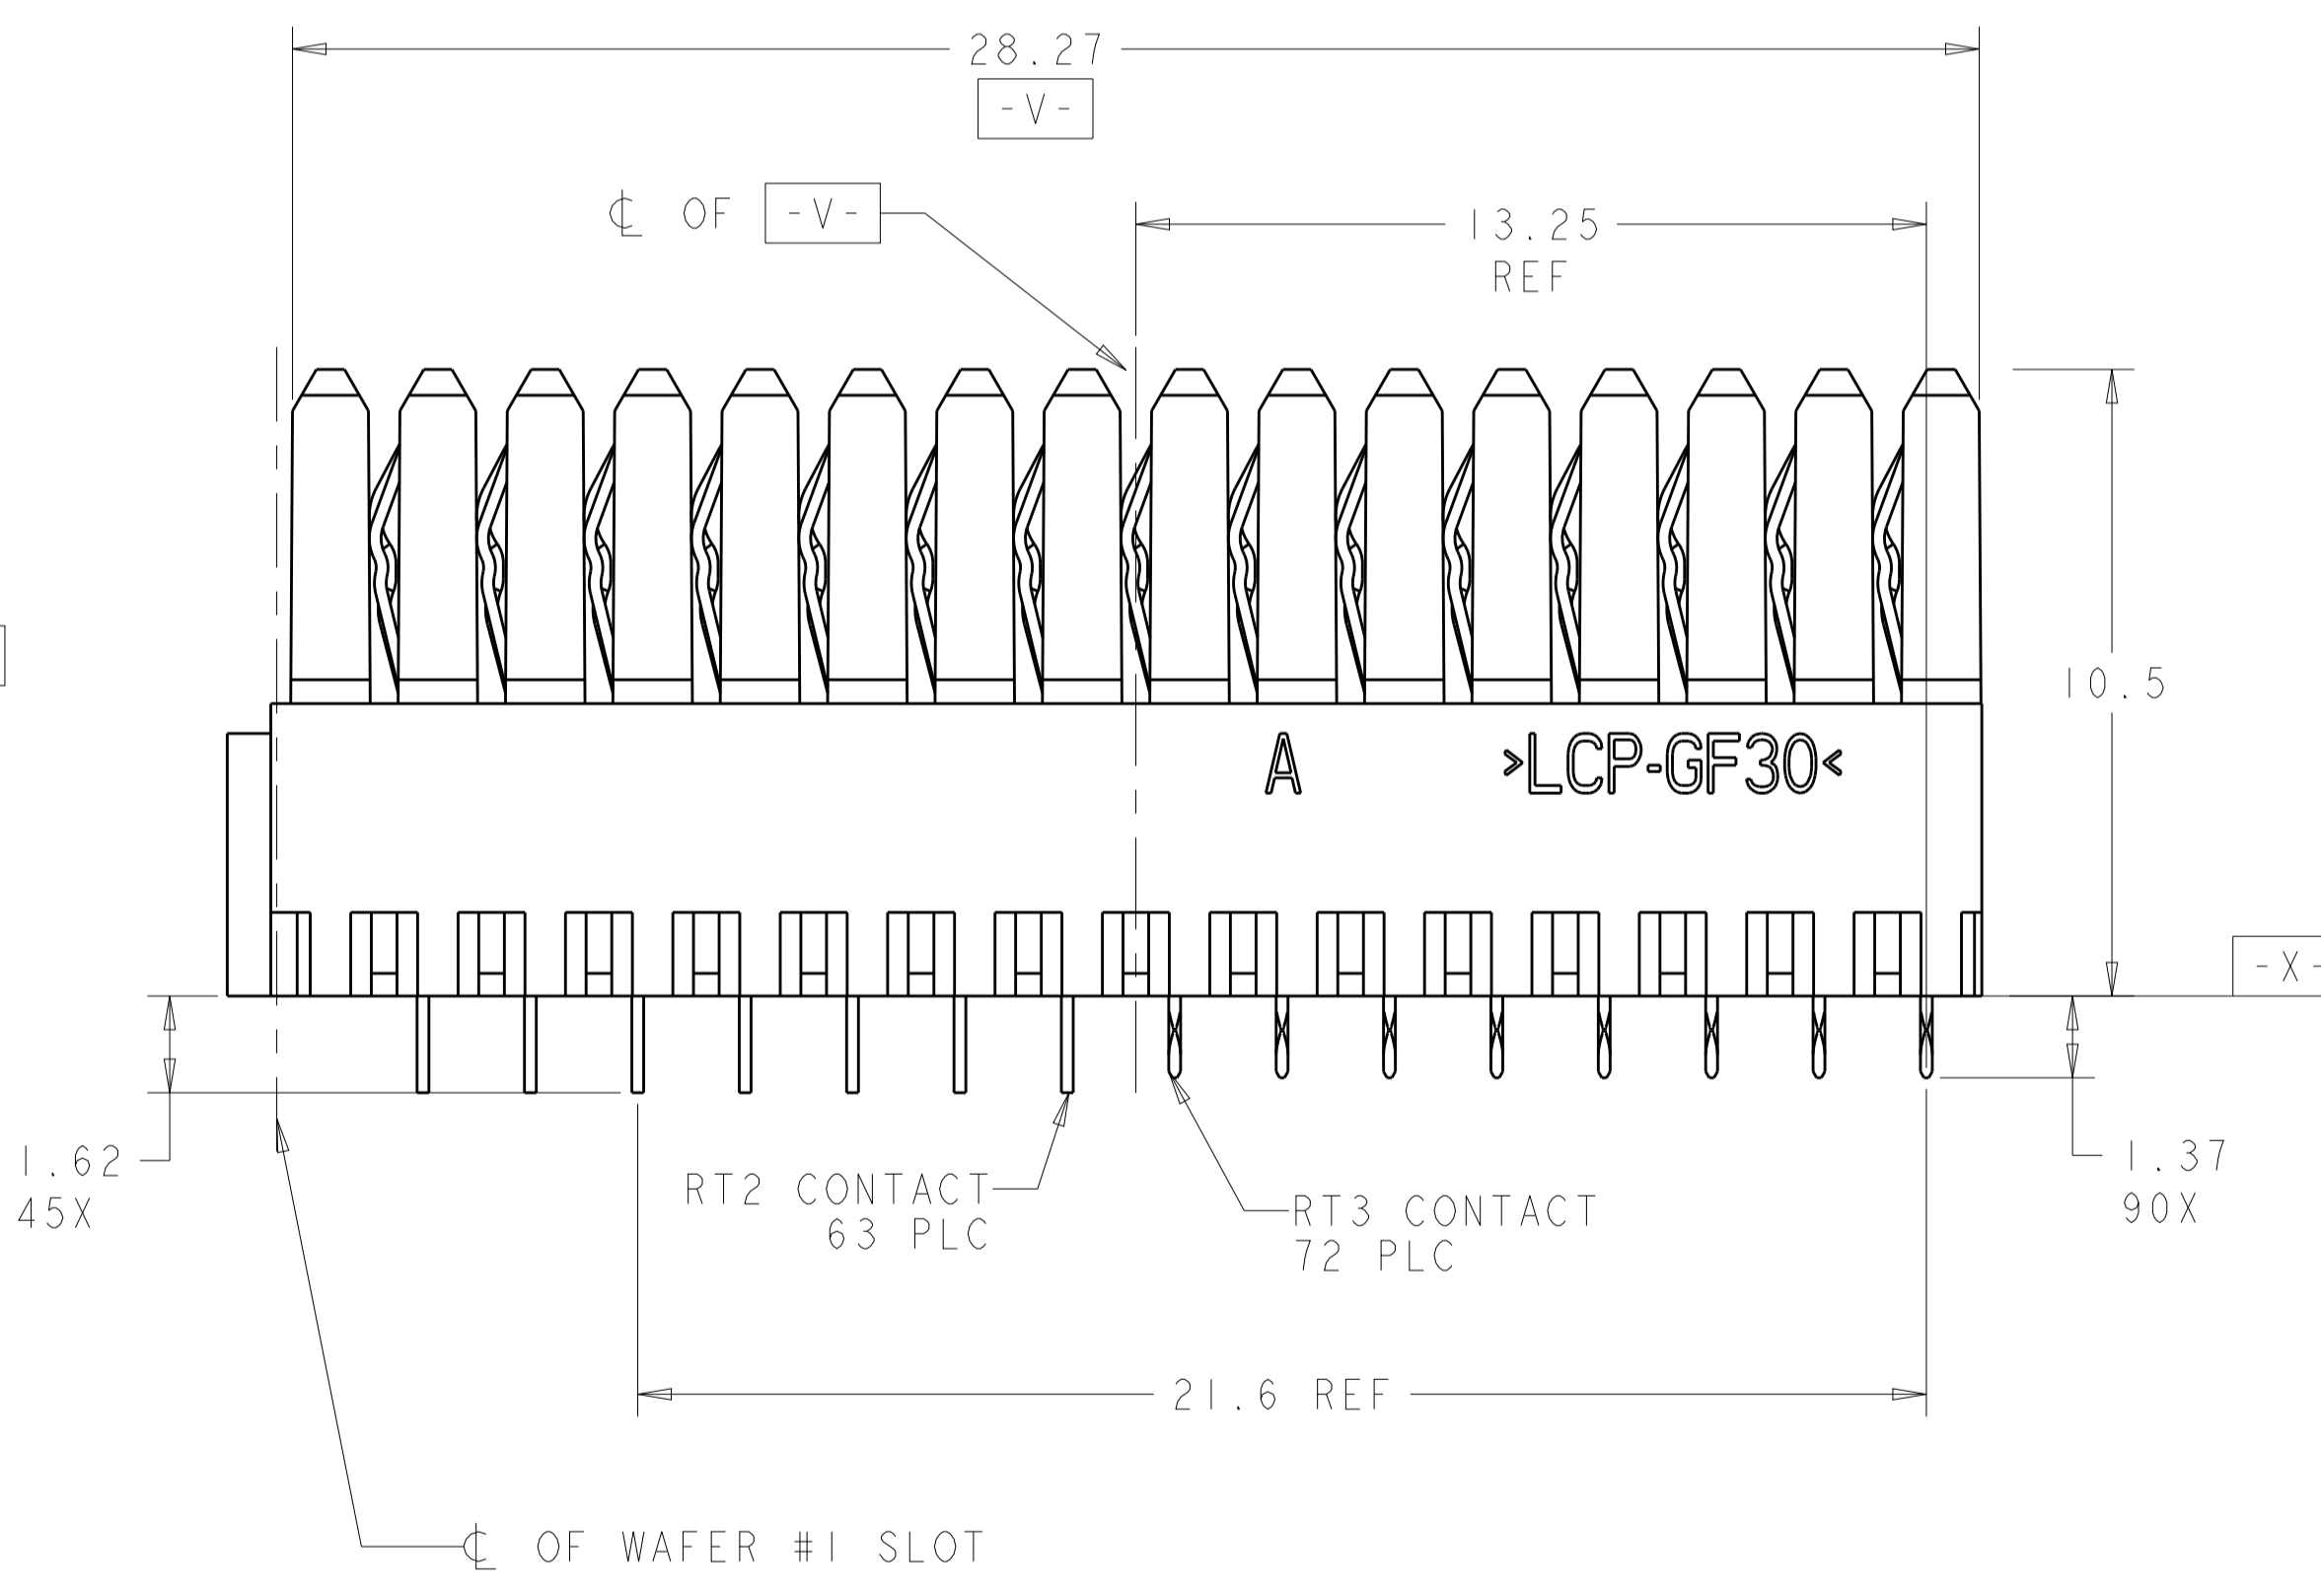 28.27
-V-
℄ OF -V-
13.25
REF
10.5
A >LCP-GF30<
-X-
1.62
45X
RT2 CONTACT
63 PLC
RT3 CONTACT
72 PLC
1.37
90X
21.6 REF
℄ OF WAFER #1 SLOT